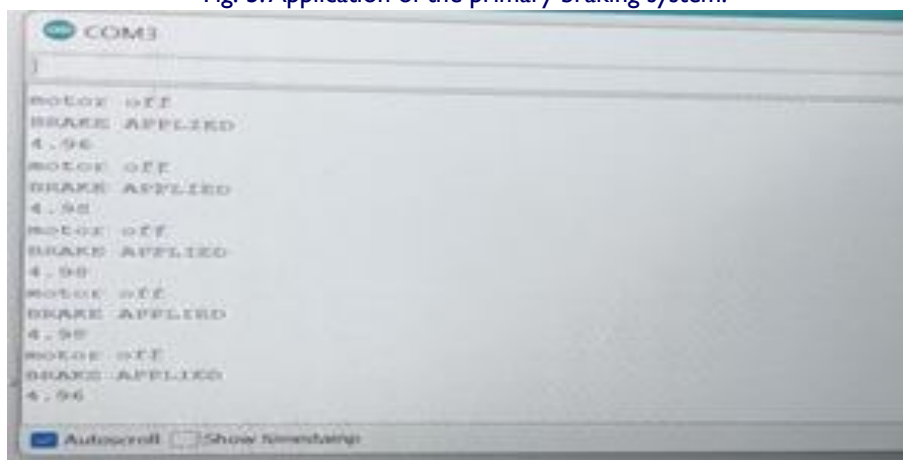 Application of the primary braking system.
COM3
motor off
BRAKE APPLIED
4.96
motor off
BRAKE APPLIED
4.98
motor off
BRAKE APPLIED
4.98
motor off
BRAKE APPLIED
4.98
motor off
BRAKE APPLIED
4.96
Autoscroll Show timestamp